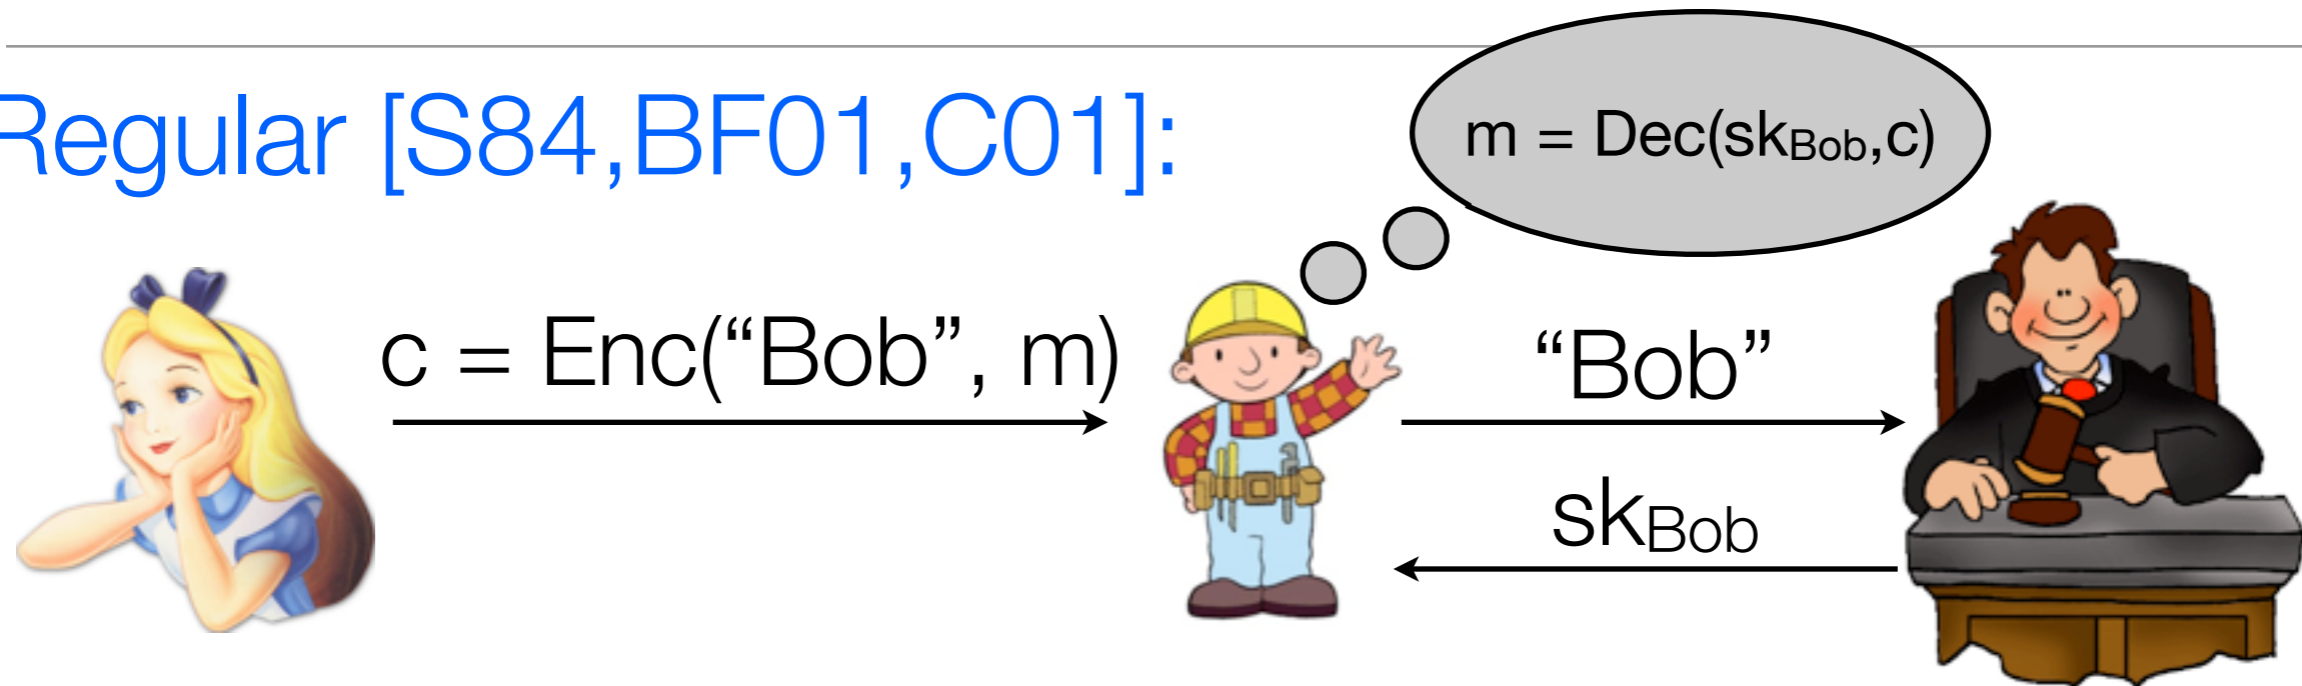 Regular [S84,BF01,C01]:
m = Dec(skBob,c)
c = Enc(“Bob”, m)
“Bob”
skBob